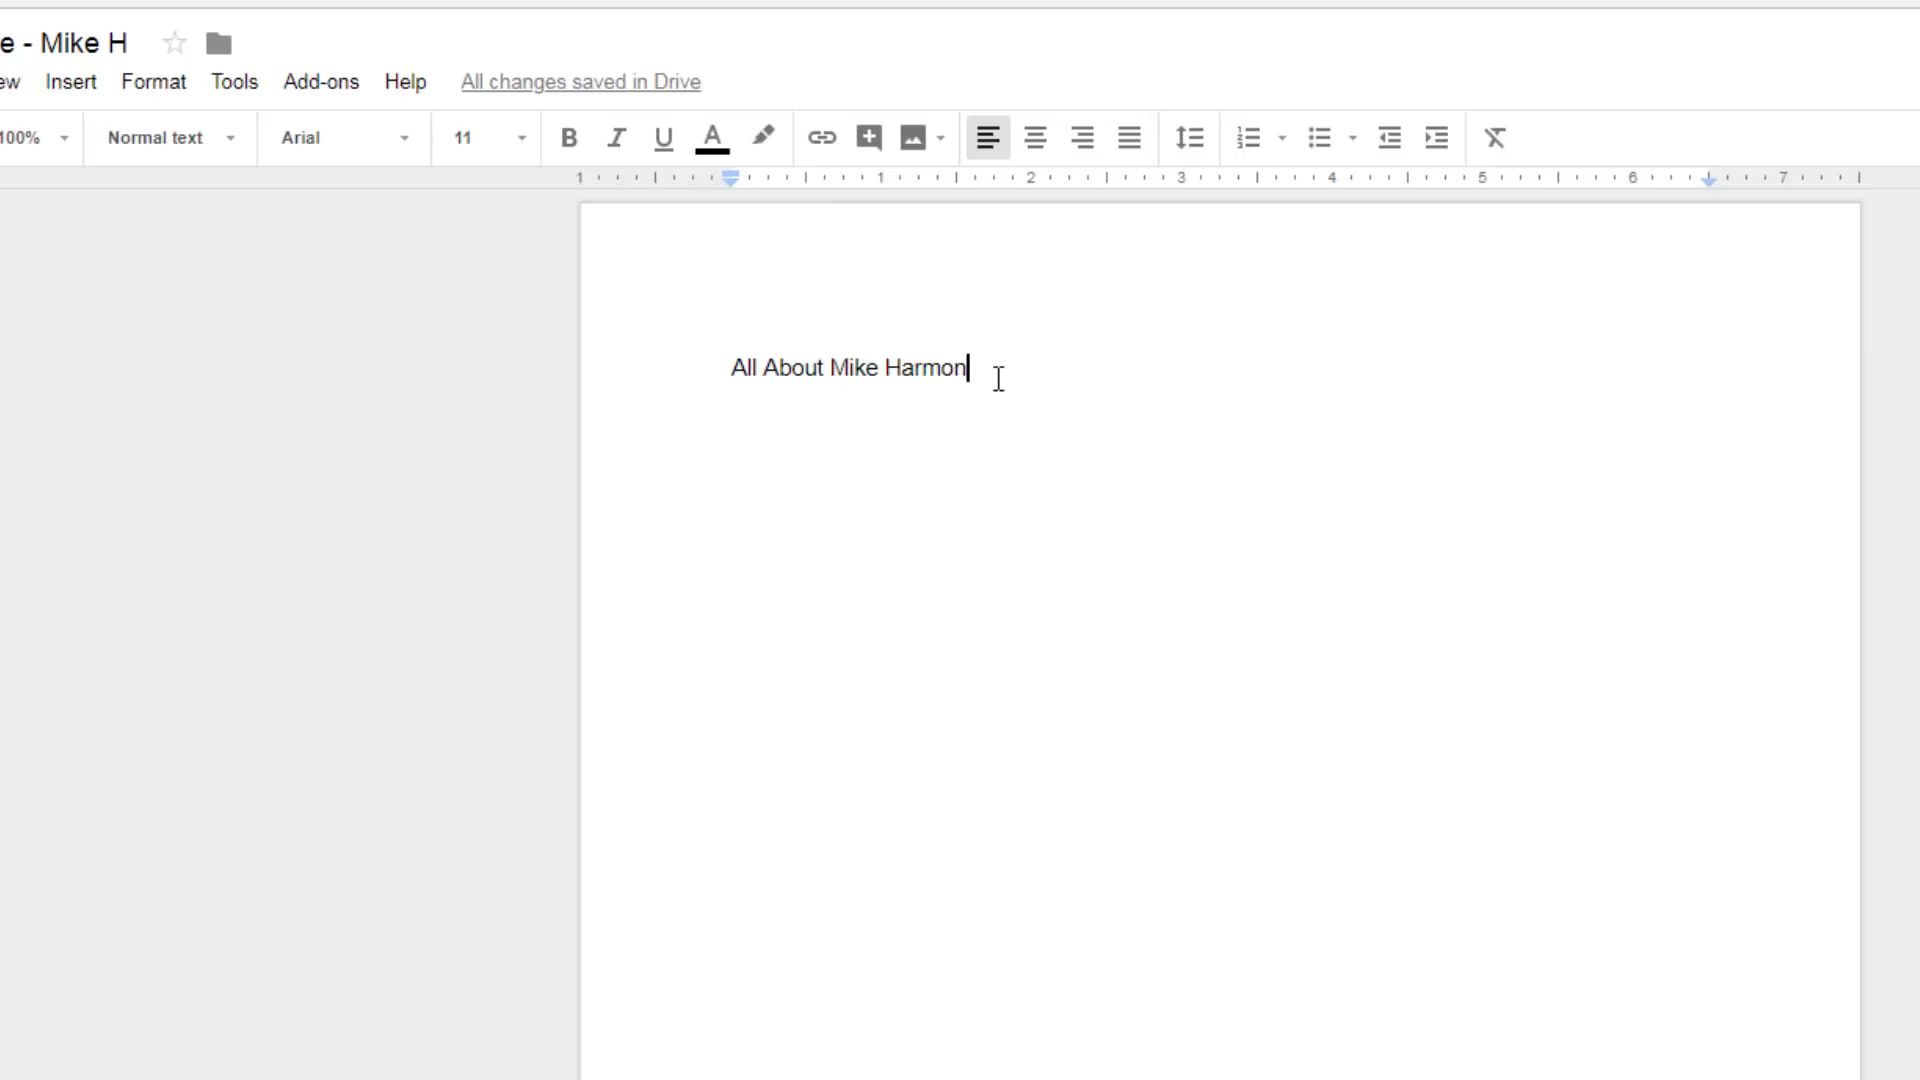 e - Mike H
ew Insert Format Tools Add-ons Help All changes saved in Drive
100% Normal text Arial 11 B I U A
1 1 2 3 4 5 6 7
All About Mike Harmon